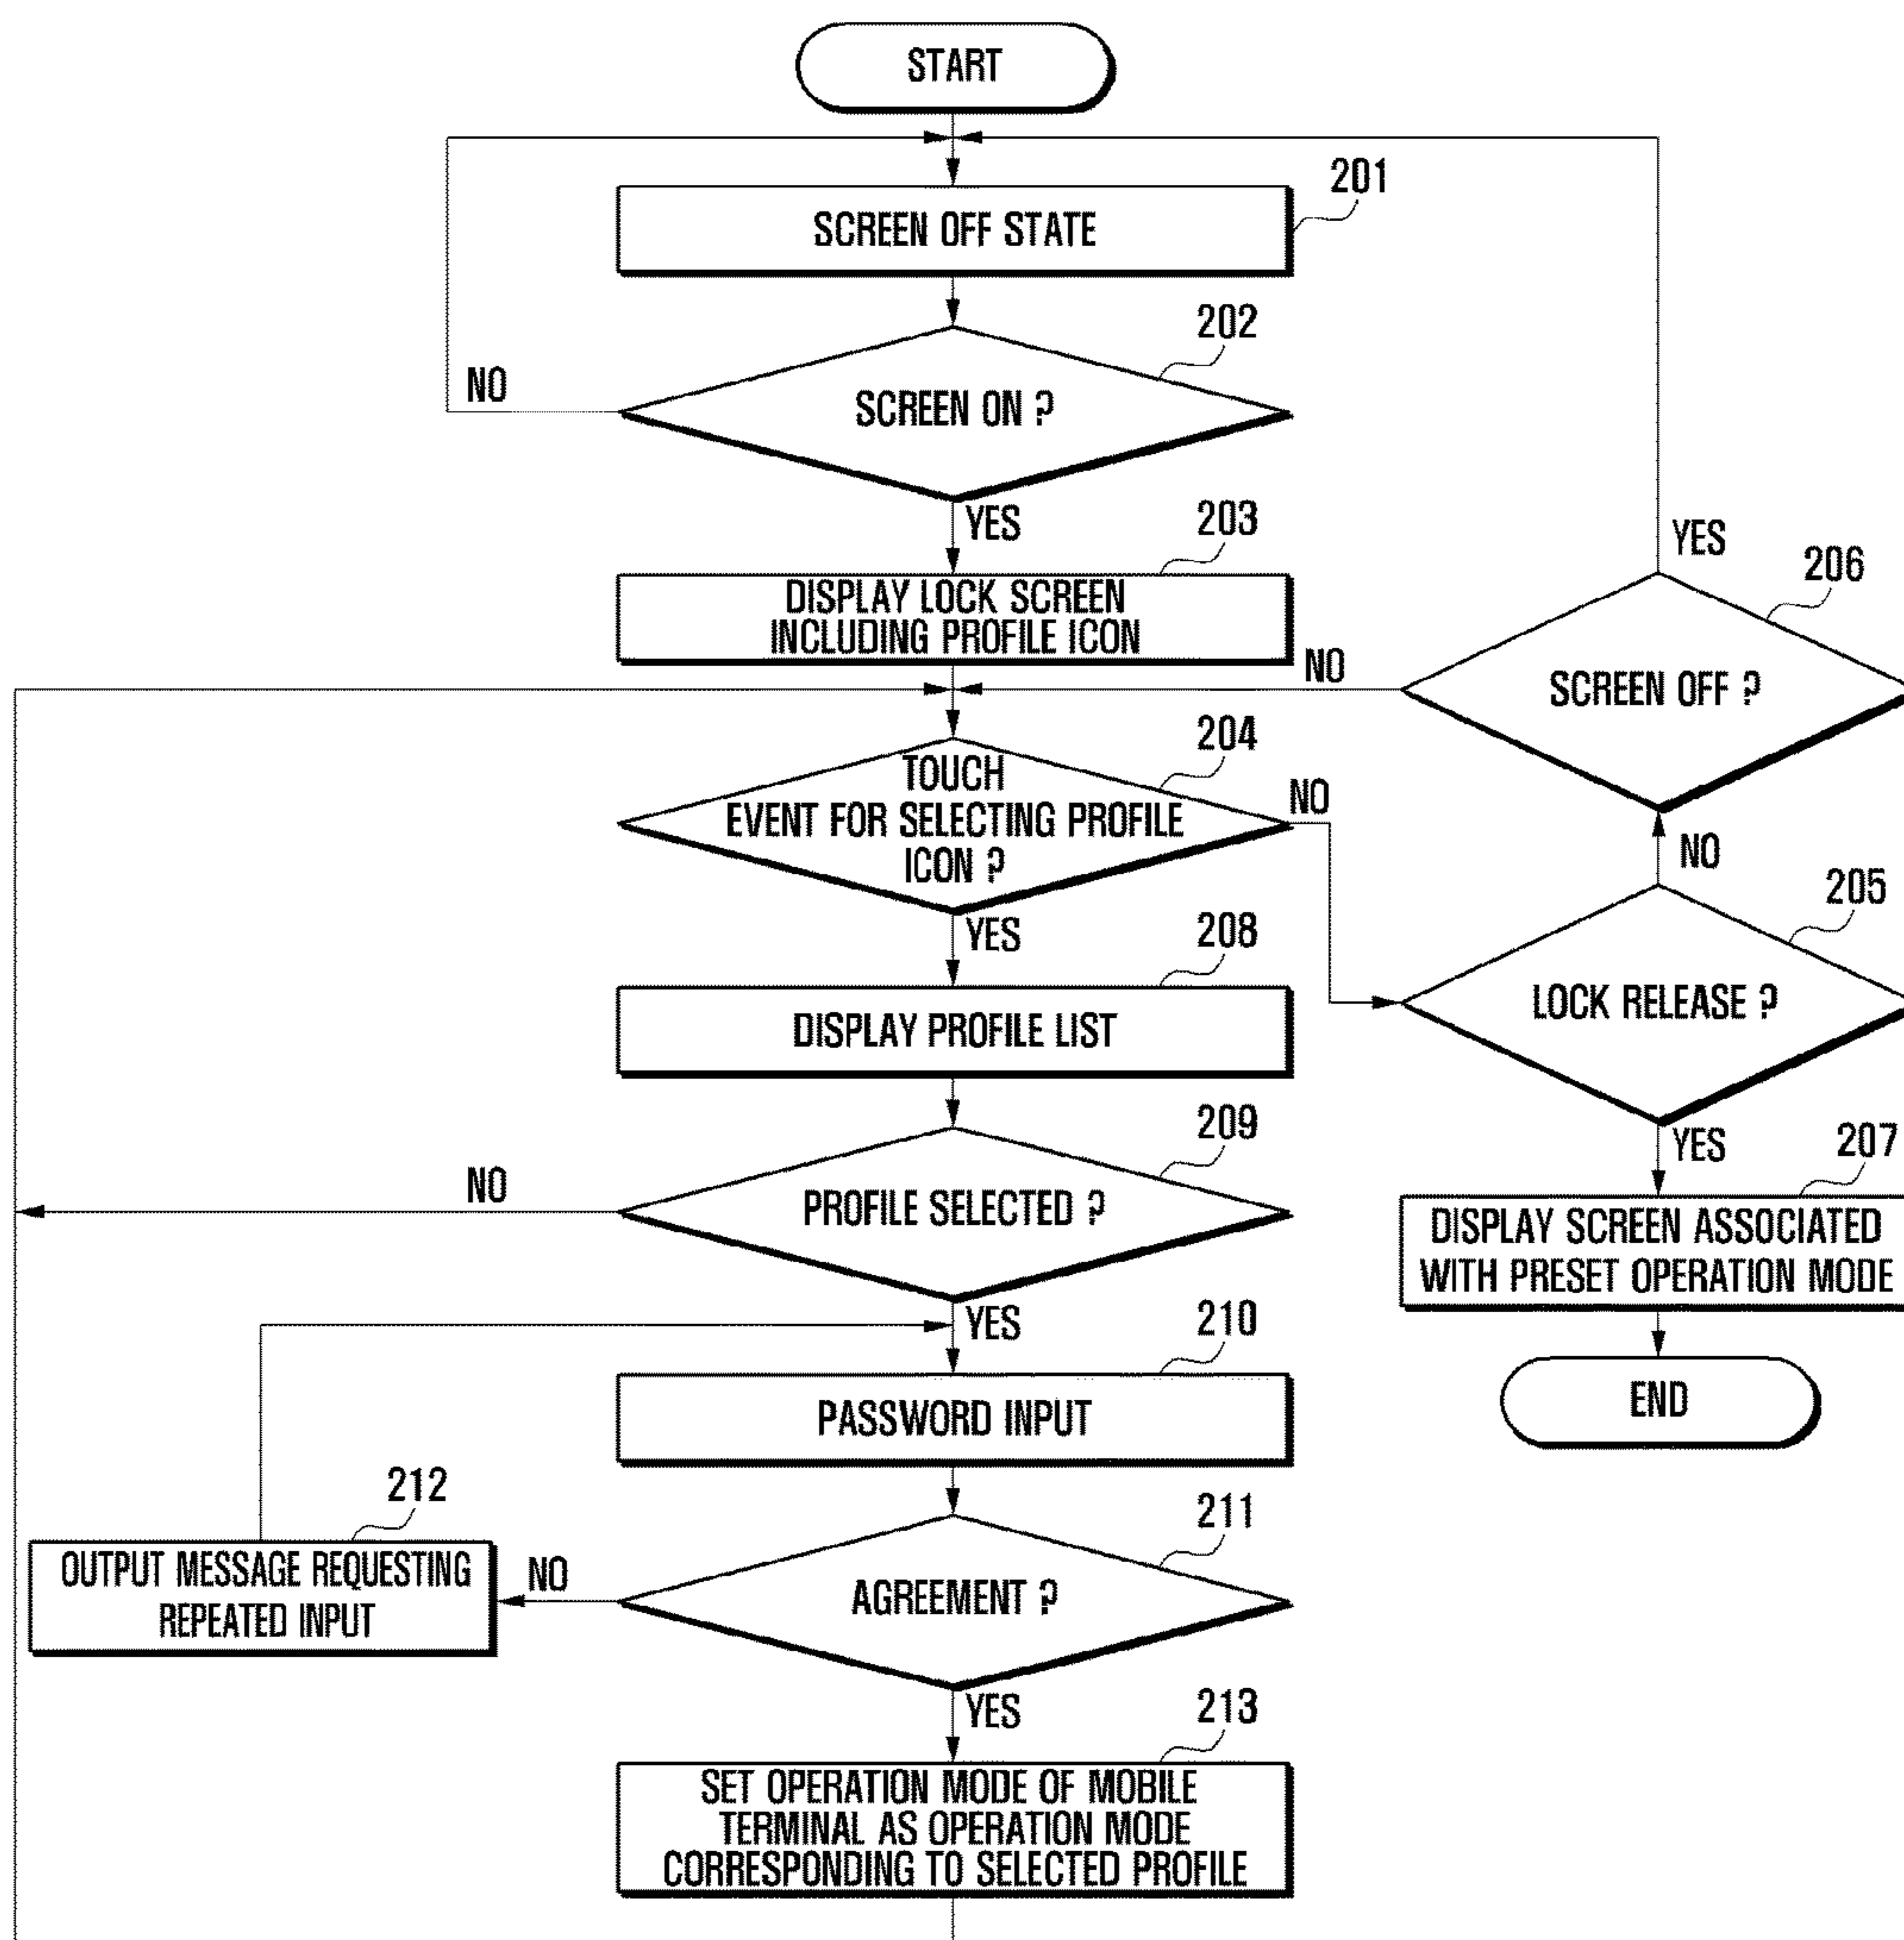 START
201
SCREEN OFF STATE
202
NO
SCREEN ON ?
YES
203
DISPLAY LOCK SCREEN
INCLUDING PROFILE ICON
YES
206
NO
SCREEN OFF ?
204
TOUCH
EVENT FOR SELECTING PROFILE
ICON ?
NO
NO
205
YES
208
LOCK RELEASE ?
DISPLAY PROFILE LIST
209
YES
207
NO
PROFILE SELECTED ?
DISPLAY SCREEN ASSOCIATED
WITH PRESET OPERATION MODE
YES
210
PASSWORD INPUT
END
212
211
OUTPUT MESSAGE REQUESTING
REPEATED INPUT
NO
AGREEMENT ?
YES
213
SET OPERATION MODE OF MOBILE
TERMINAL AS OPERATION MODE
CORRESPONDING TO SELECTED PROFILE